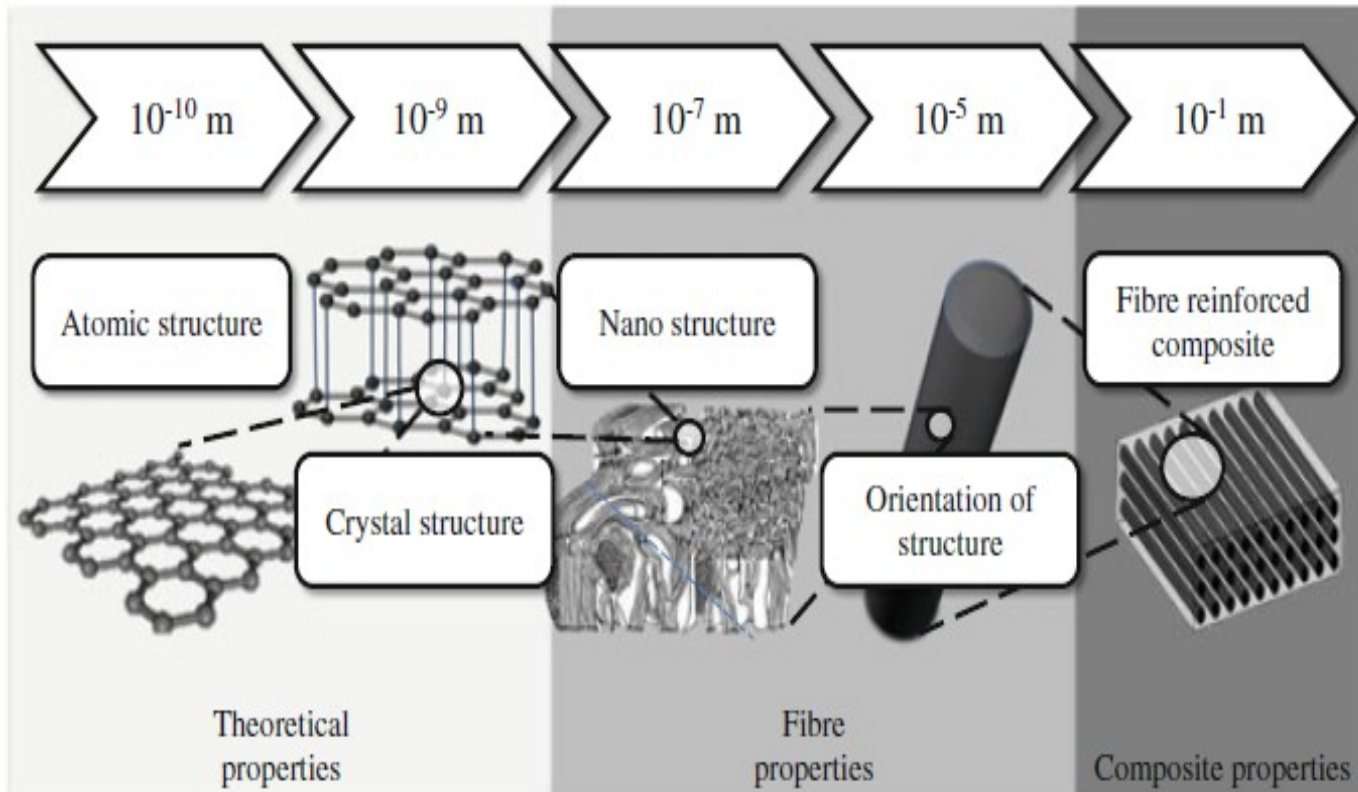 10⁻¹⁰ m
10⁻⁹ m
10⁻⁷ m
10⁻⁵ m
10⁻¹ m
Atomic structure
Crystal structure
Nano structure
Orientation of
structure
Fibre reinforced
composite
Theoretical
properties
Fibre
properties
Composite properties